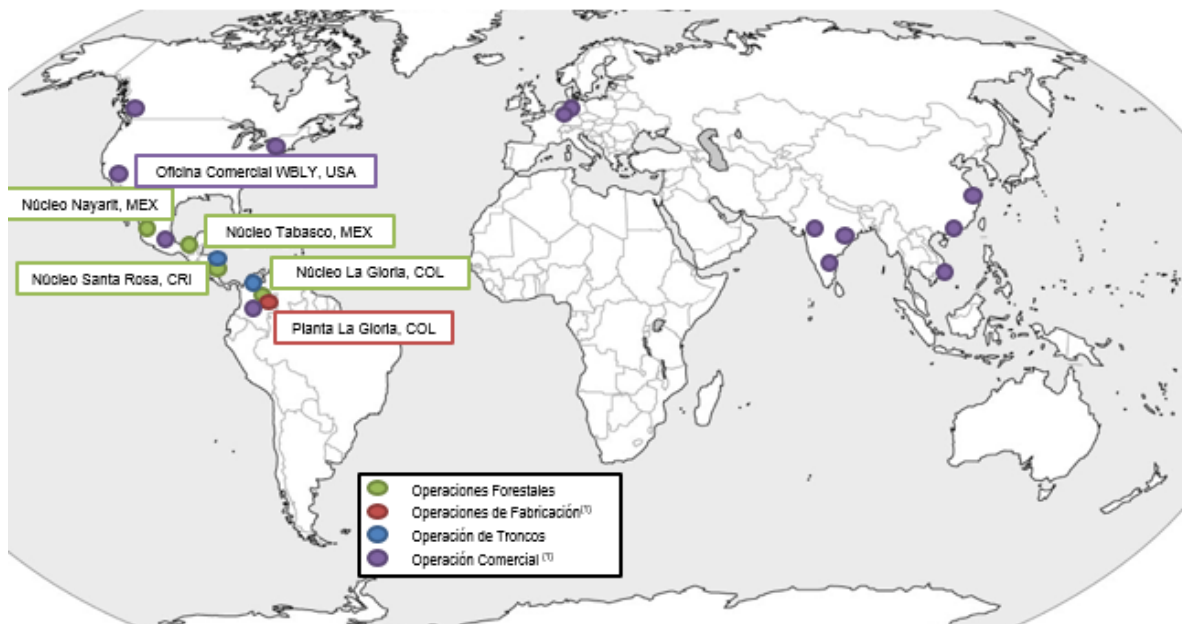 Oficina Comercial WBLY, USA
Núcleo Nayarit, MEX
Núcleo Tabasco, MEX
Núcleo Santa Rosa, CRI
Núcleo La Gloria, COL
Planta La Gloria, COL
Operaciones Forestales
Operaciones de Fabricación(1)
Operación de Troncos
Operación Comercial (1)